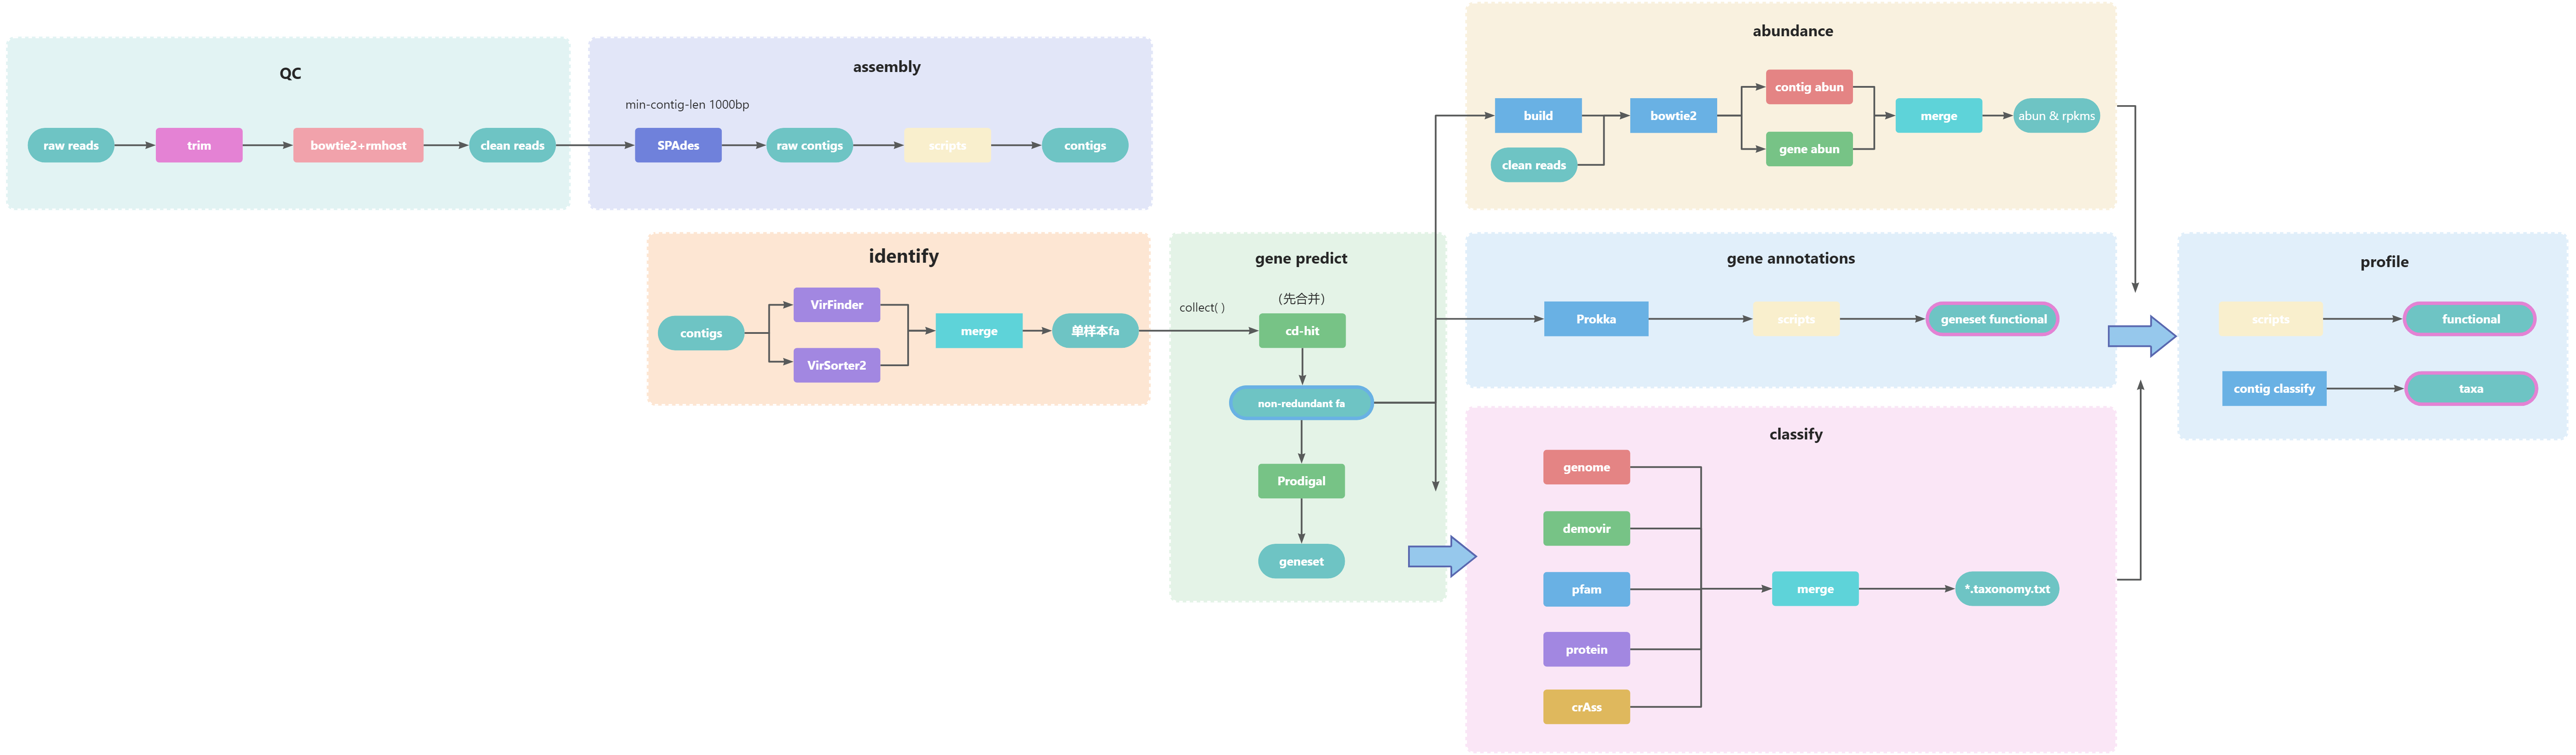 QC
raw reads
trim
bowtie2+rmhost
clean reads
assembly
min-contig-len 1000bp
SPAdes
raw contigs
scripts
contigs
identify
contigs
VirFinder
VirSorter2
merge
单样本fa
gene predict
collect( )
(先合并)
cd-hit
non-redundant fa
Prodigal
geneset
abundance
build
clean reads
bowtie2
contig abun
gene abun
merge
abun & rpkms
gene annotations
Prokka
scripts
geneset functional
classify
genome
demovir
pfam
protein
crAss
merge
*.taxonomy.txt
profile
scripts
functional
contig classify
taxa